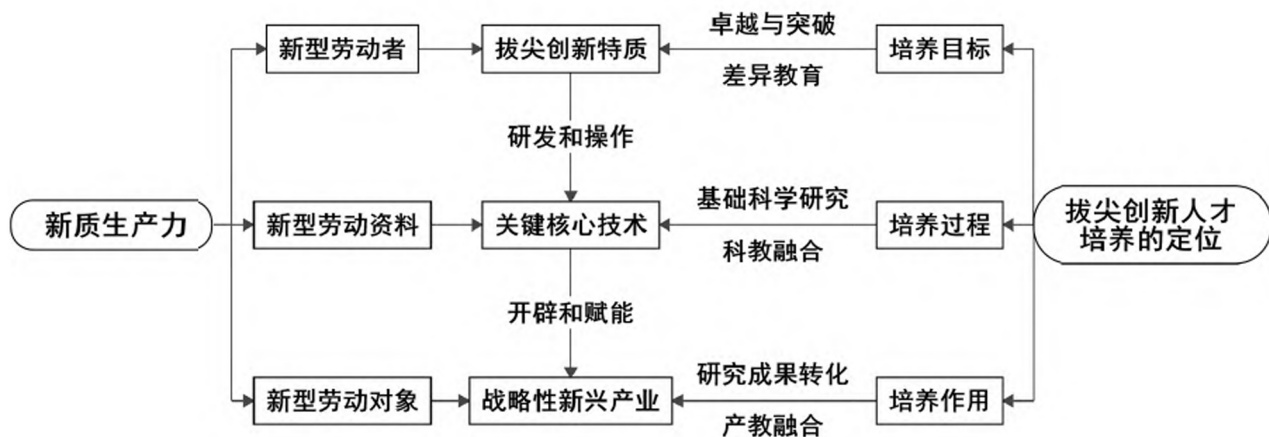 卓越与突破
新型劳动者
拔尖创新特质
培养目标
差异教育
研发和操作
基础科学研究
新质生产力
新型劳动资料
关键核心技术
培养过程
拔尖创新人才
培养的定位
科教融合
开辟和赋能
研究成果转化
新型劳动对象
战略性新兴产业
培养作用
产教融合